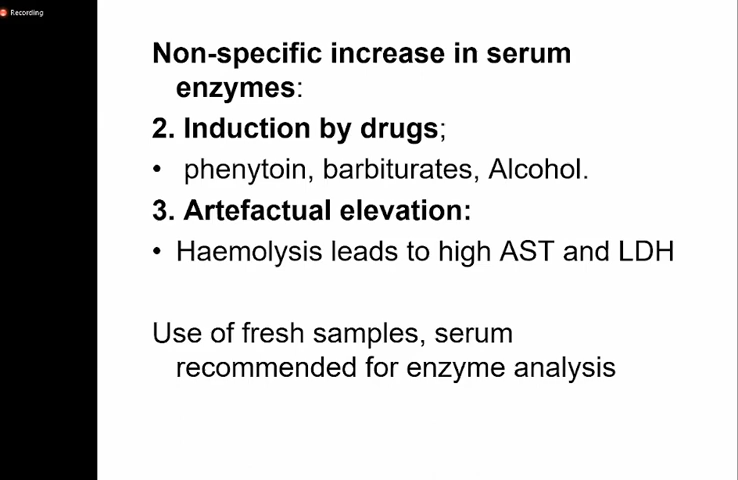 Recording
Non-specific increase in serum
enzymes:
2. Induction by drugs;
• phenytoin, barbiturates, Alcohol.
3. Artefactual elevation:
• Haemolysis leads to high AST and LDH
Use of fresh samples, serum
recommended for enzyme analysis